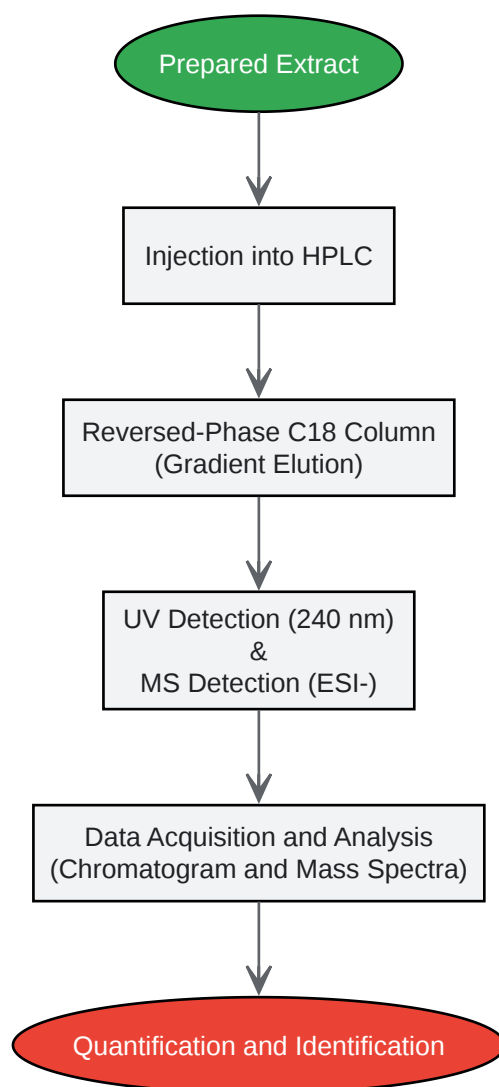 Prepared Extract
Injection into HPLC
Reversed-Phase C18 Column
(Gradient Elution)
UV Detection (240 nm)
&
MS Detection (ESI-)
Data Acquisition and Analysis
(Chromatogram and Mass Spectra)
Quantification and Identification